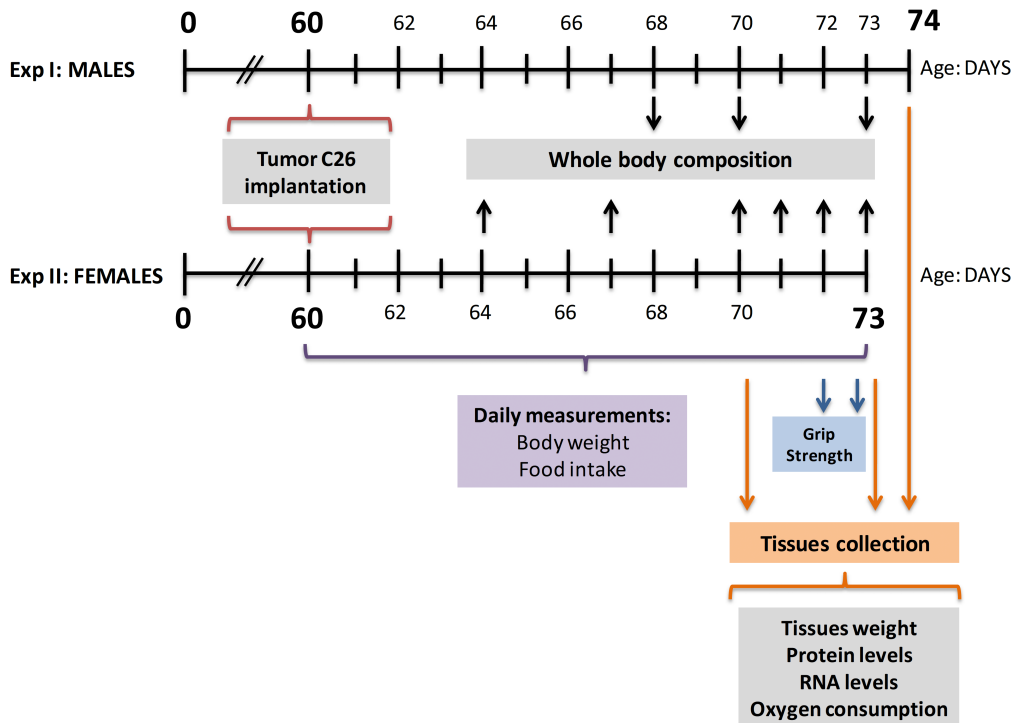 0 60 62 64 66 68 70 72 73 74
Exp I: MALES
Age: DAYS
Tumor C26
implantation
Whole body composition
Exp II: FEMALES
Age: DAYS
0 60 62 64 66 68 70 73
Daily measurements:
Body weight
Food intake
Grip
Strength
Tissues collection
Tissues weight
Protein levels
RNA levels
Oxygen consumption